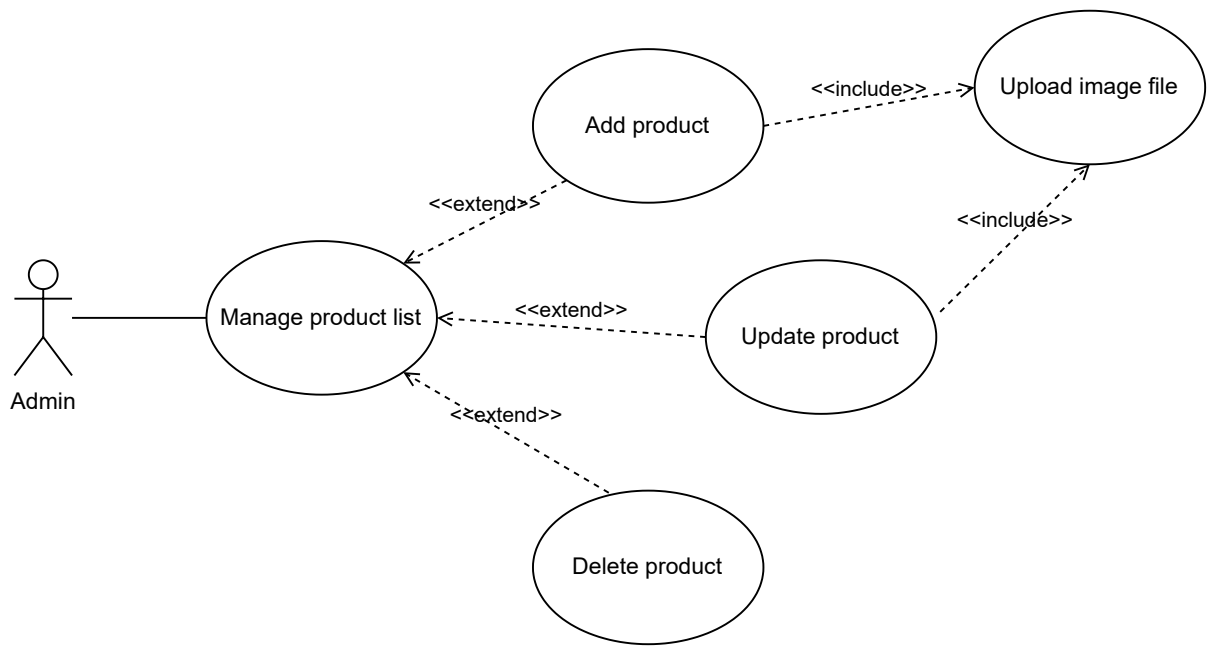 Upload image file
<<include>>
Add product
<<extend>>
<<include>>
<<extend>>
Manage product list
Update product
Admin
<<extend>>
Delete product